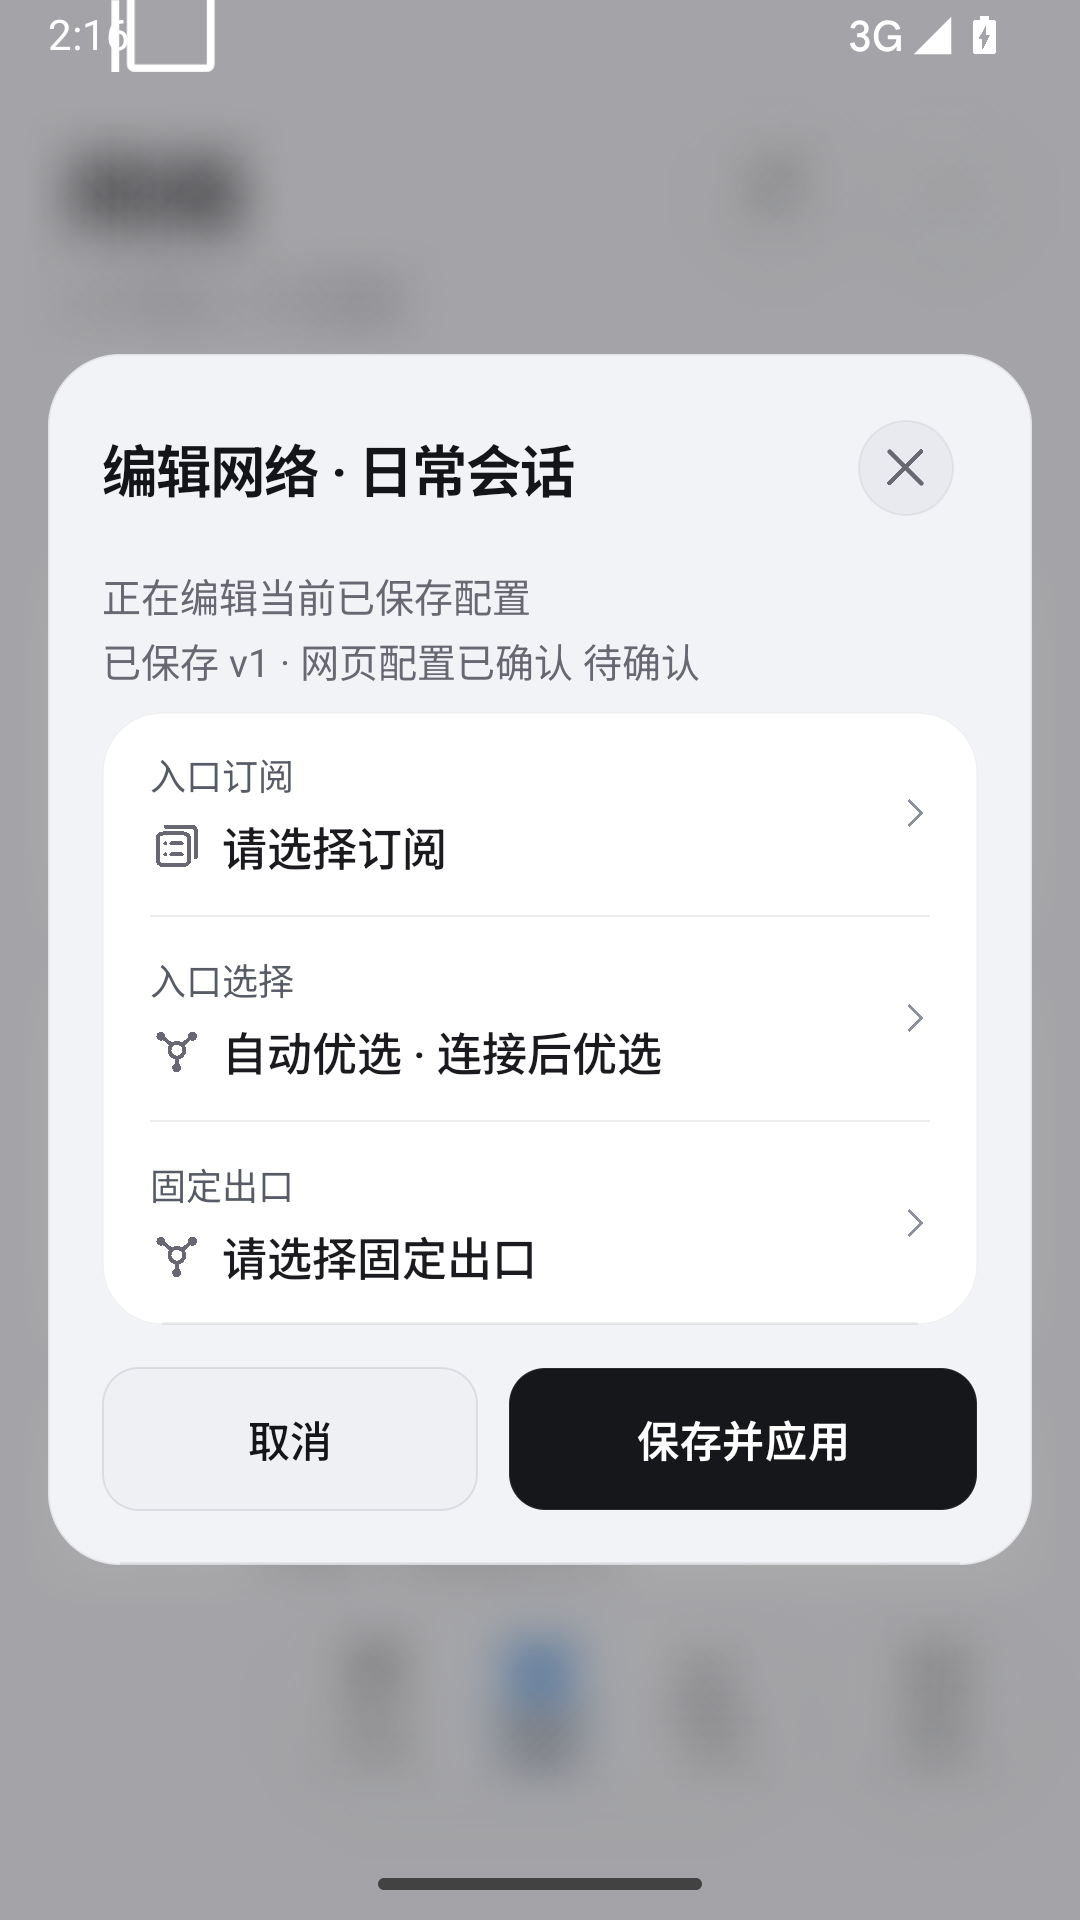 2:16
3G
编辑网络 · 日常会话
正在编辑当前已保存配置
已保存 v1 · 网页配置已确认 待确认
入口订阅
请选择订阅
入口选择
自动优选 · 连接后优选
固定出口
请选择固定出口
取消
保存并应用